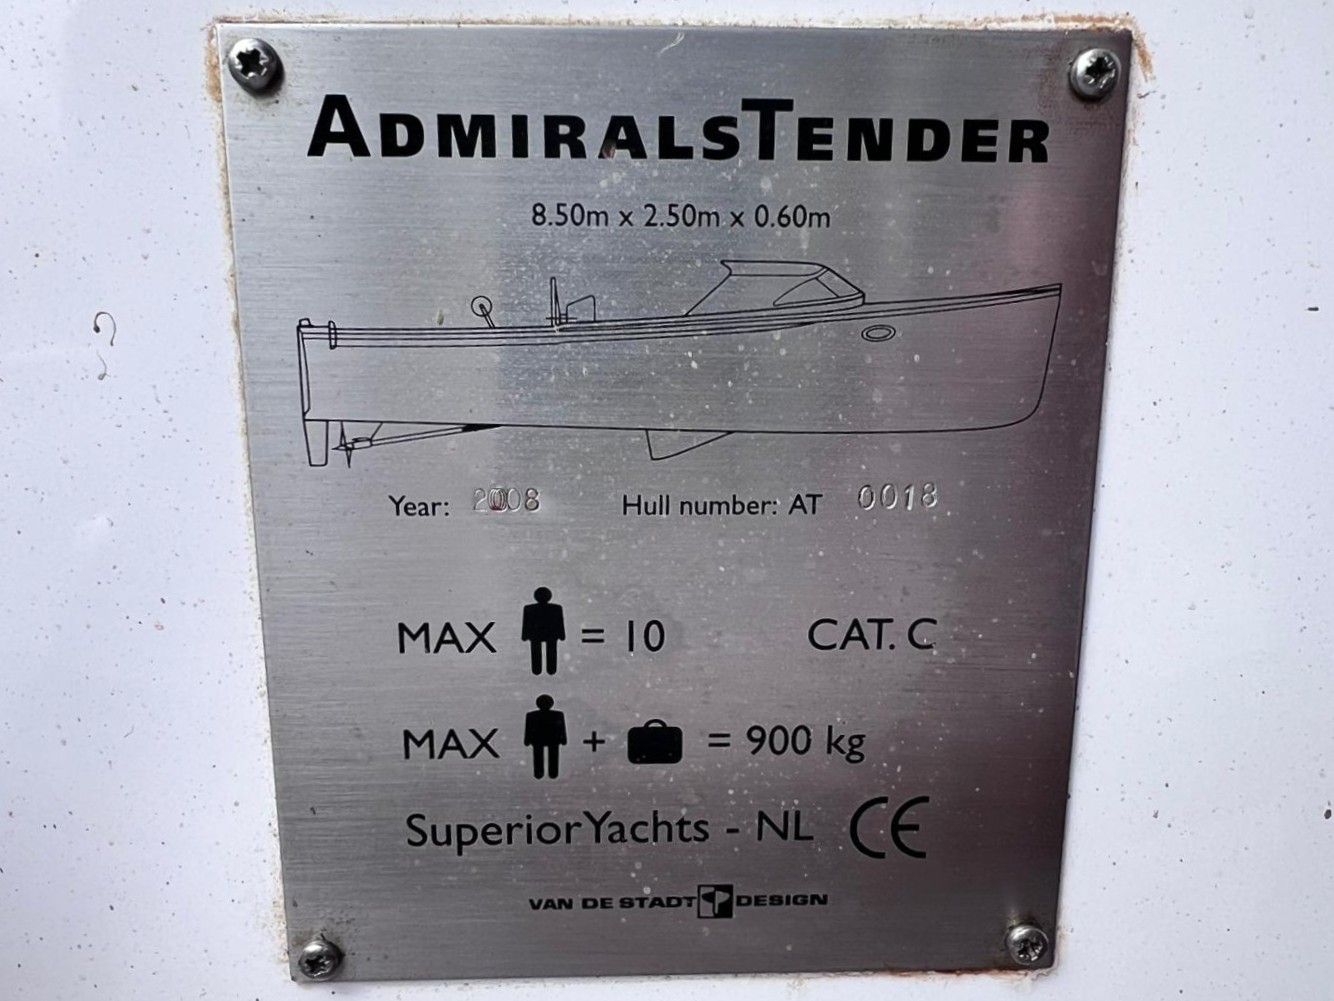 ADMIRALSTENDER
8.50m x 2.50m x 0.60m
Year: 2008 Hull number: AT 0018
MAX = 10 CAT. C
MAX + = 900 kg
SuperiorYachts - NL CE
VAN DE STADT DESIGN